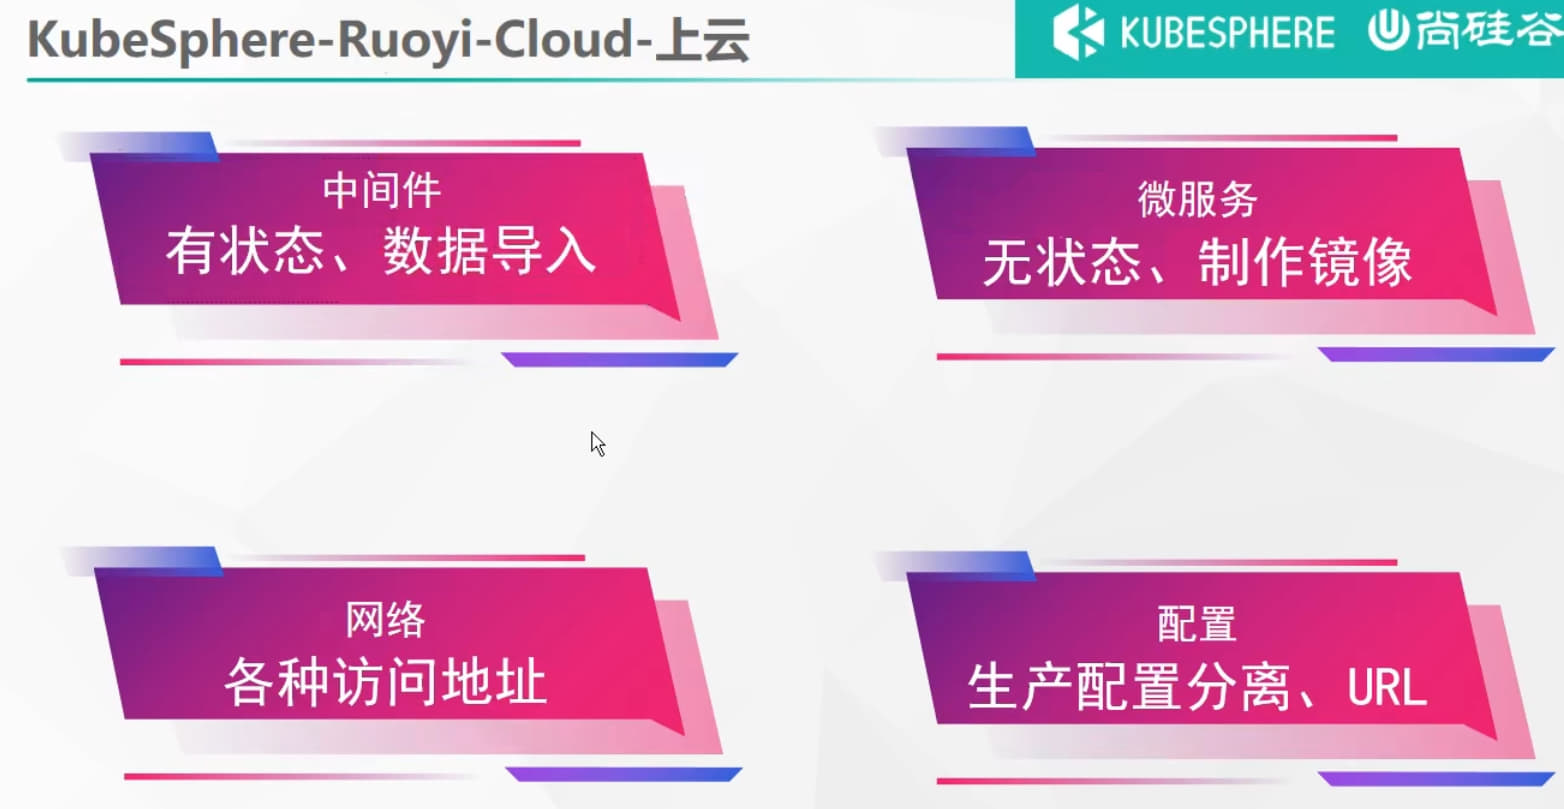 KubeSphere-Ruoyi-Cloud-上云
KUBESPHERE 尚硅谷
中间件
有状态、数据导入
微服务
无状态、制作镜像
网络
各种访问地址
配置
生产配置分离、URL